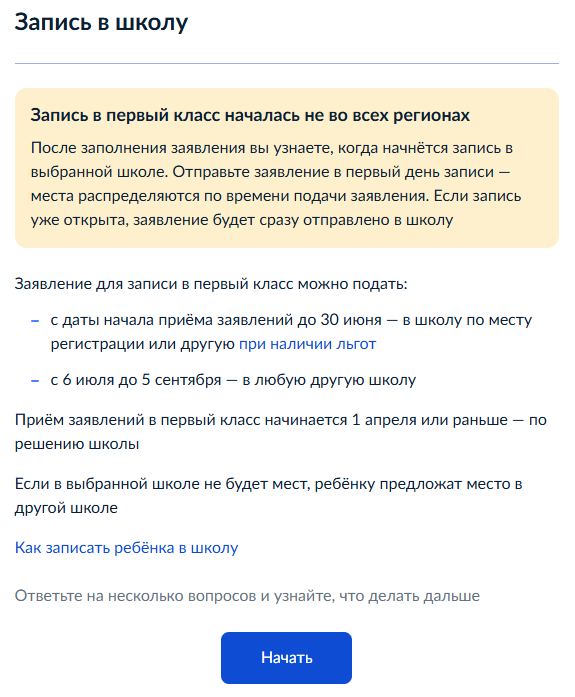 Запись в школу
Запись в первый класс началась не во всех регионах
После заполнения заявления вы узнаете, когда начнётся запись в
выбранной школе. Отправьте заявление в первый день записи —
места распределяются по времени подачи заявления. Если запись
уже открыта, заявление будет сразу отправлено в школу
Заявление для записи в первый класс можно подать:
– с даты начала приёма заявлений до 30 июня — в школу по месту
регистрации или другую при наличии льгот
– с 6 июля до 5 сентября — в любую другую школу
Приём заявлений в первый класс начинается 1 апреля или раньше — по
решению школы
Если в выбранной школе не будет мест, ребёнку предложат место в
другой школе
Как записать ребёнка в школу
Ответьте на несколько вопросов и узнайте, что делать дальше
Начать